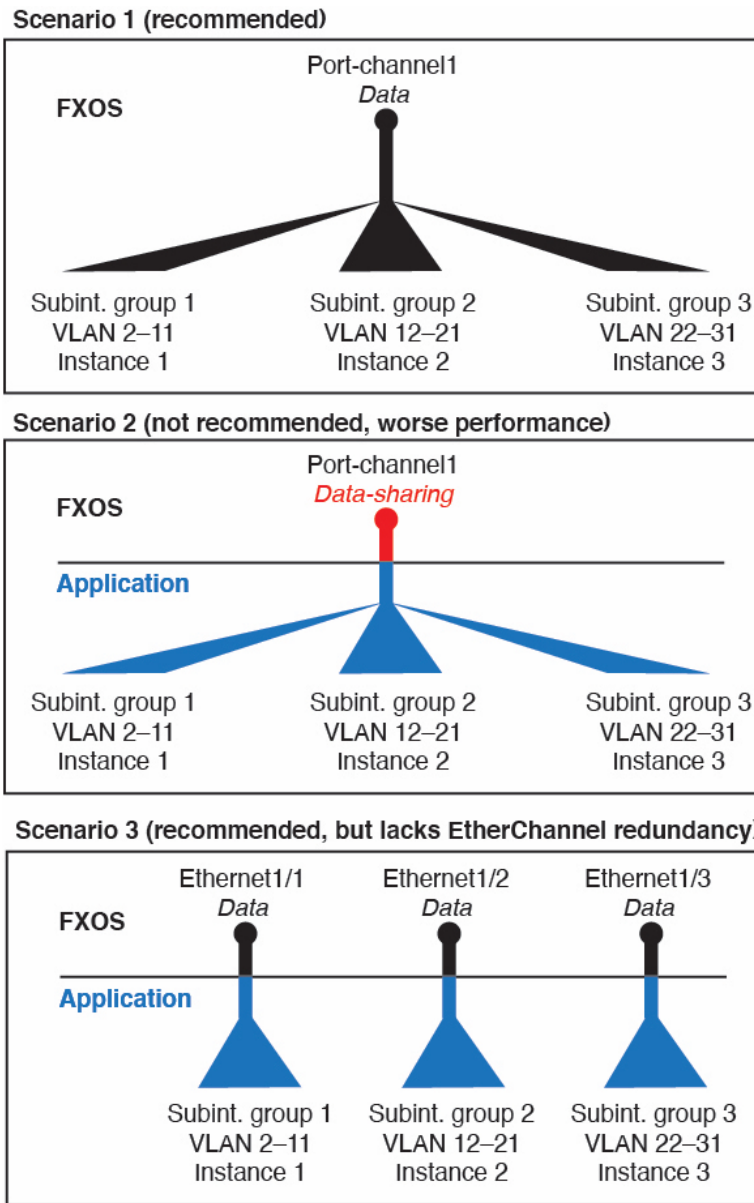 Scenario 1 (recommended)
Port-channel1
Data
FXOS
Subint. group 1
VLAN 2–11
Instance 1
Subint. group 2
VLAN 12–21
Instance 2
Subint. group 3
VLAN 22–31
Instance 3
Scenario 2 (not recommended, worse performance)
Port-channel1
Data-sharing
FXOS
Application
Subint. group 1
VLAN 2–11
Instance 1
Subint. group 2
VLAN 12–21
Instance 2
Subint. group 3
VLAN 22–31
Instance 3
Scenario 3 (recommended, but lacks EtherChannel redundancy)
Ethernet1/1
Data
Ethernet1/2
Data
Ethernet1/3
Data
FXOS
Application
Subint. group 1
VLAN 2–11
Instance 1
Subint. group 2
VLAN 12–21
Instance 2
Subint. group 3
VLAN 22–31
Instance 3